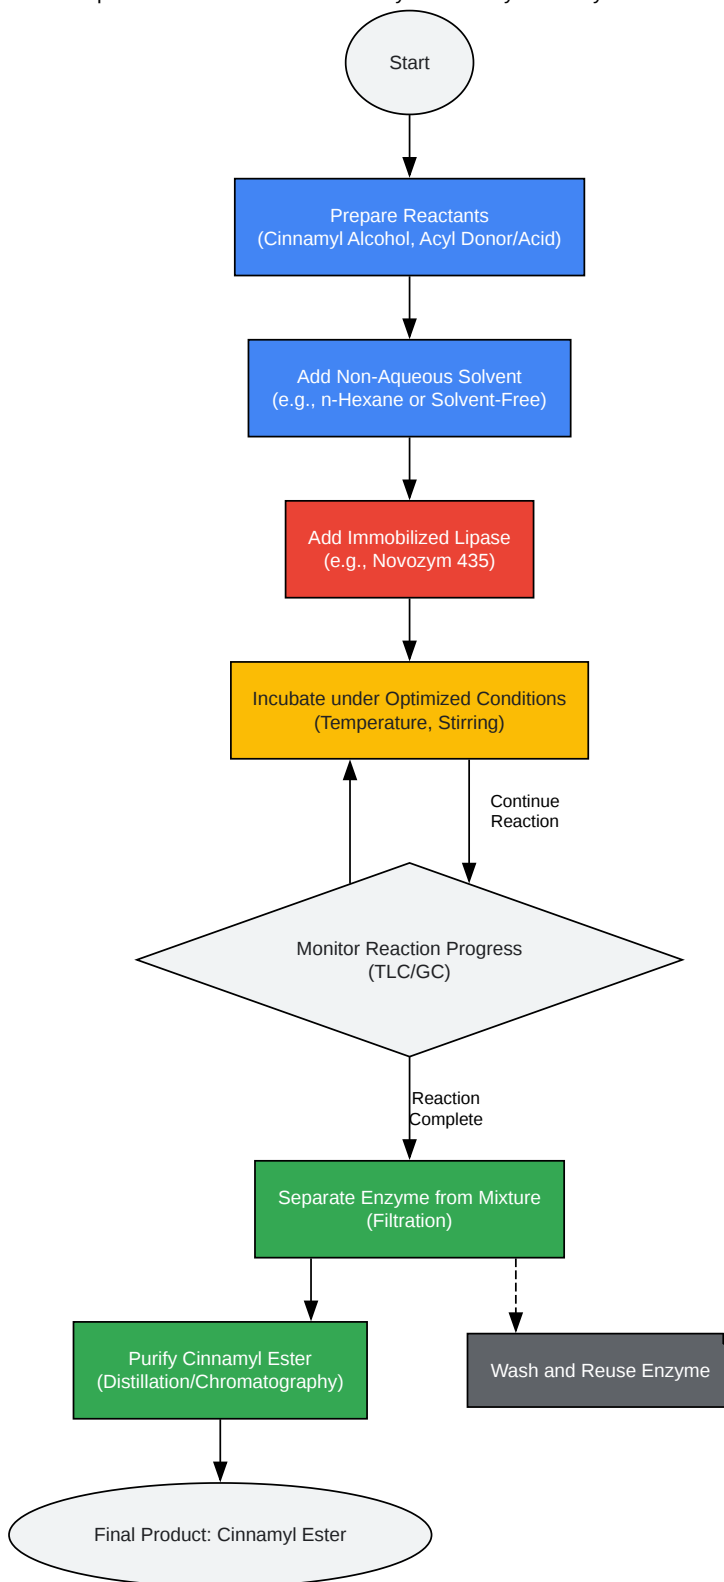 Start
Prepare Reactants
(Cinnamyl Alcohol, Acyl Donor/Acid)
Add Non-Aqueous Solvent
(e.g., n-Hexane or Solvent-Free)
Add Immobilized Lipase
(e.g., Novozym 435)
Incubate under Optimized Conditions
(Temperature, Stirring)
Continue
Reaction
Monitor Reaction Progress
(TLC/GC)
Reaction
Complete
Separate Enzyme from Mixture
(Filtration)
Purify Cinnamyl Ester
(Distillation/Chromatography)
Wash and Reuse Enzyme
Final Product: Cinnamyl Ester